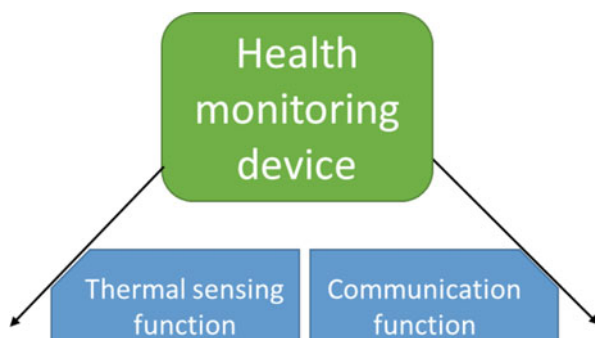 Health
monitoring
device
Thermal sensing
function
Communication
function